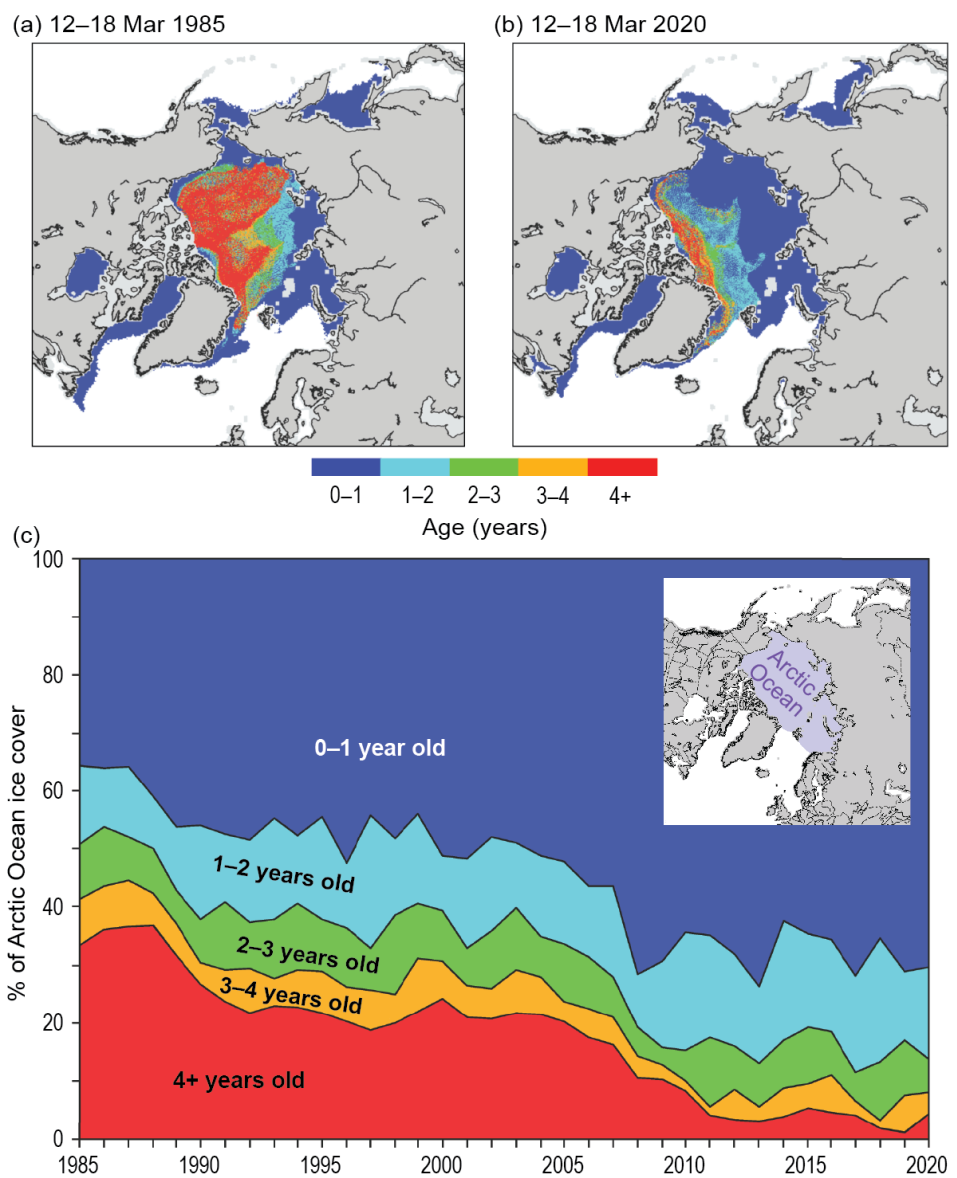 (a) 12–18 Mar 1985
(b) 12–18 Mar 2020
0–1
1–2
2–3
3–4
4+
Age (years)
(c)
% of Arctic Ocean ice cover
100
80
60
40
20
0
Arctic
Ocean
0–1 year old
1–2 years old
2–3 years old
3–4 years old
4+ years old
1985
1990
1995
2000
2005
2010
2015
2020